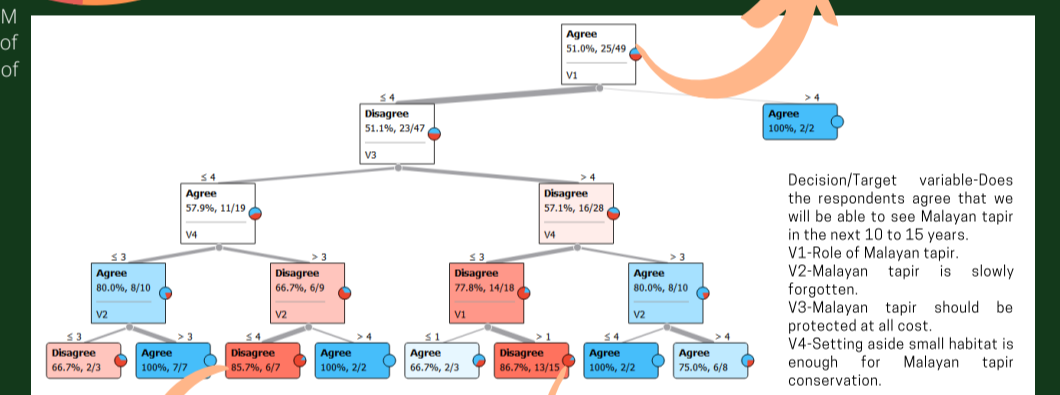 M
of
of
Agree
51.0%, 25/49
V1
≤ 4
> 4
Disagree
51.1%, 23/47
V3
Agree
100%, 2/2
≤ 4
> 4
Agree
57.9%, 11/19
V4
Disagree
57.1%, 16/28
V4
≤ 3
> 3
≤ 3
> 3
Agree
80.0%, 8/10
V2
Disagree
66.7%, 6/9
V2
Disagree
77.8%, 14/18
V1
Agree
80.0%, 8/10
V2
≤ 3
> 3
≤ 4
> 4
≤ 1
> 1
≤ 4
> 4
Disagree
66.7%, 2/3
Agree
100%, 7/7
Disagree
85.7%, 6/7
Agree
100%, 2/2
Agree
66.7%, 2/3
Disagree
86.7%, 13/15
Agree
100%, 2/2
Agree
75.0%, 6/8
Decision/Target variable-Does
the respondents agree that we
will be able to see Malayan tapir
in the next 10 to 15 years.
V1-Role of Malayan tapir.
V2-Malayan tapir is slowly
forgotten.
V3-Malayan tapir should be
protected at all cost.
V4-Setting aside small habitat is
enough for Malayan tapir
conservation.